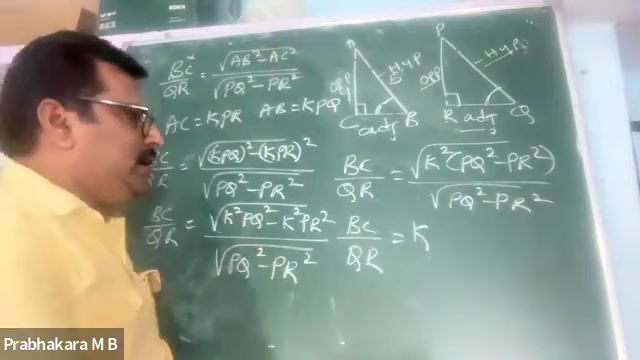 BC/QR = √AB²-AC² / √PQ²-PR²
AC = KPR AB = KPQ
BC/QR = √(KPQ)²-(KPR)² / √PQ²-PR²
BC/QR = √K²PQ²-K²PR² / √PQ²-PR²
A
opp
Hyp
C adj B
P
opp
Hyp
R adj Q
BC/QR = √K²(PQ²-PR²) / √PQ²-PR²
BC/QR = K
Prabhakara M B